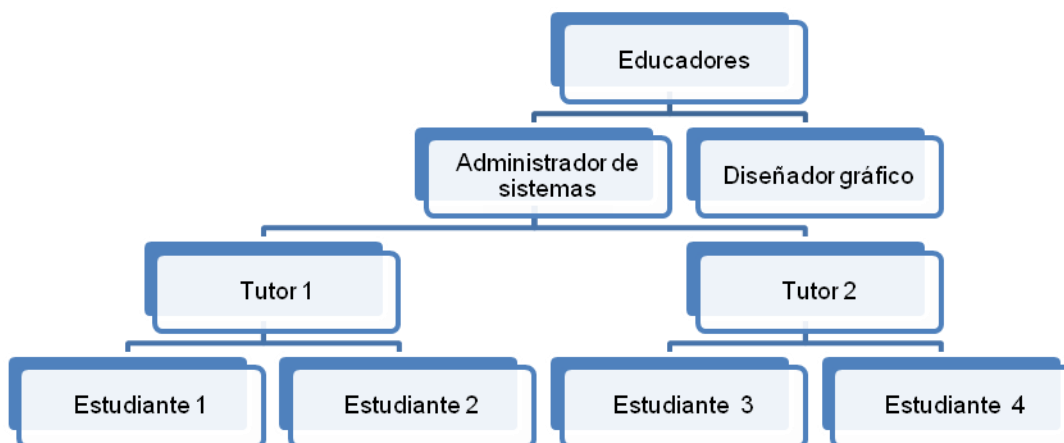 Educadores
Administrador de
sistemas
Diseñador gráfico
Tutor 1
Tutor 2
Estudiante 1
Estudiante 2
Estudiante 3
Estudiante 4